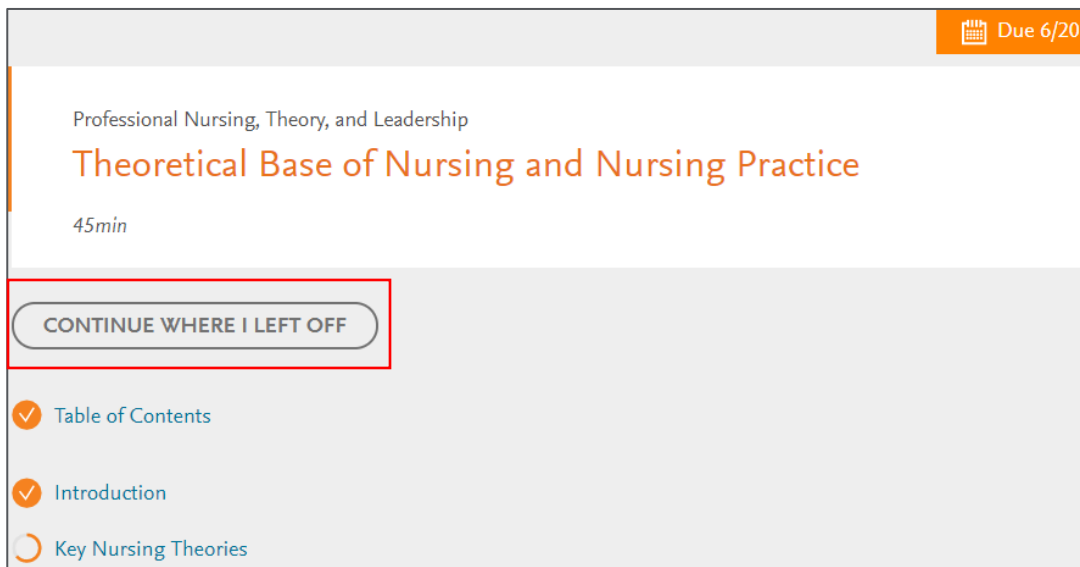 Due 6/20
Professional Nursing, Theory, and Leadership
Theoretical Base of Nursing and Nursing Practice
45min
CONTINUE WHERE I LEFT OFF
Table of Contents
Introduction
Key Nursing Theories